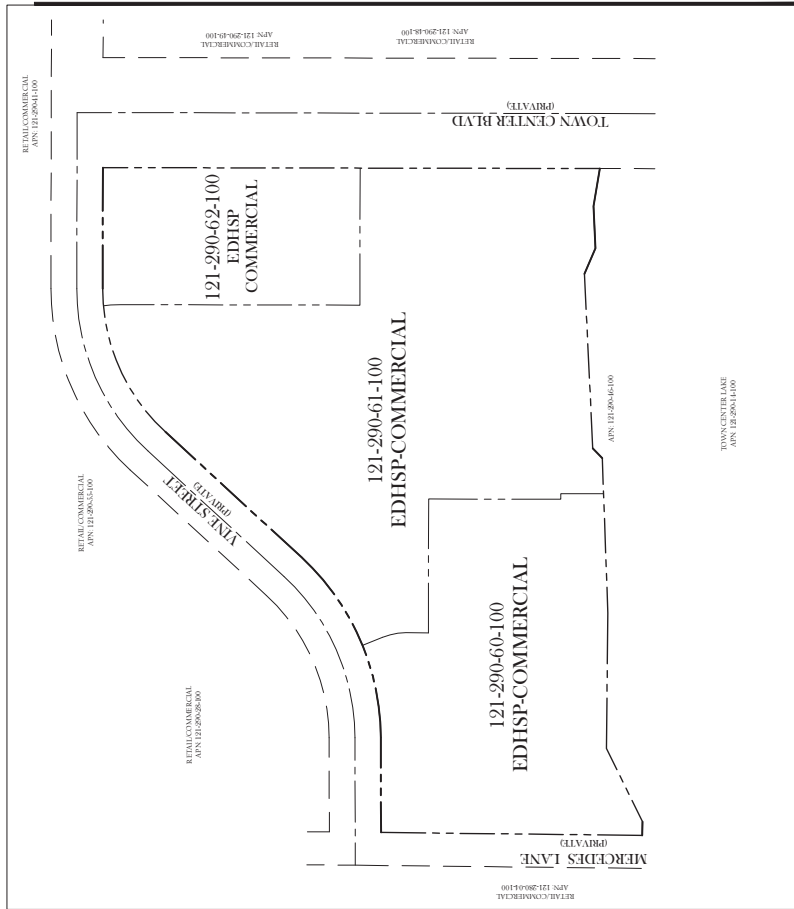 RETAIL/COMMERCIAL
APN: 121-290-49-100
RETAIL/COMMERCIAL
APN: 121-290-48-100
RETAIL/COMMERCIAL
APN: 121-290-41-100
TOWN CENTER BLVD
(PRIVATE)
121-290-62-100
EDHSP
COMMERCIAL
121-290-61-100
EDHSP-COMMERCIAL
APN: 121-290-46-100
TOWN CENTER LAKE
APN: 121-290-14-100
RETAIL/COMMERCIAL
APN: 121-290-55-100
VINE STREET
(PRIVATE)
121-290-60-100
EDHSP-COMMERCIAL
RETAIL/COMMERCIAL
APN: 121-290-28-100
MERCEDES LANE
(PRIVATE)
RETAIL/COMMERCIAL
APN: 121-280-04-100